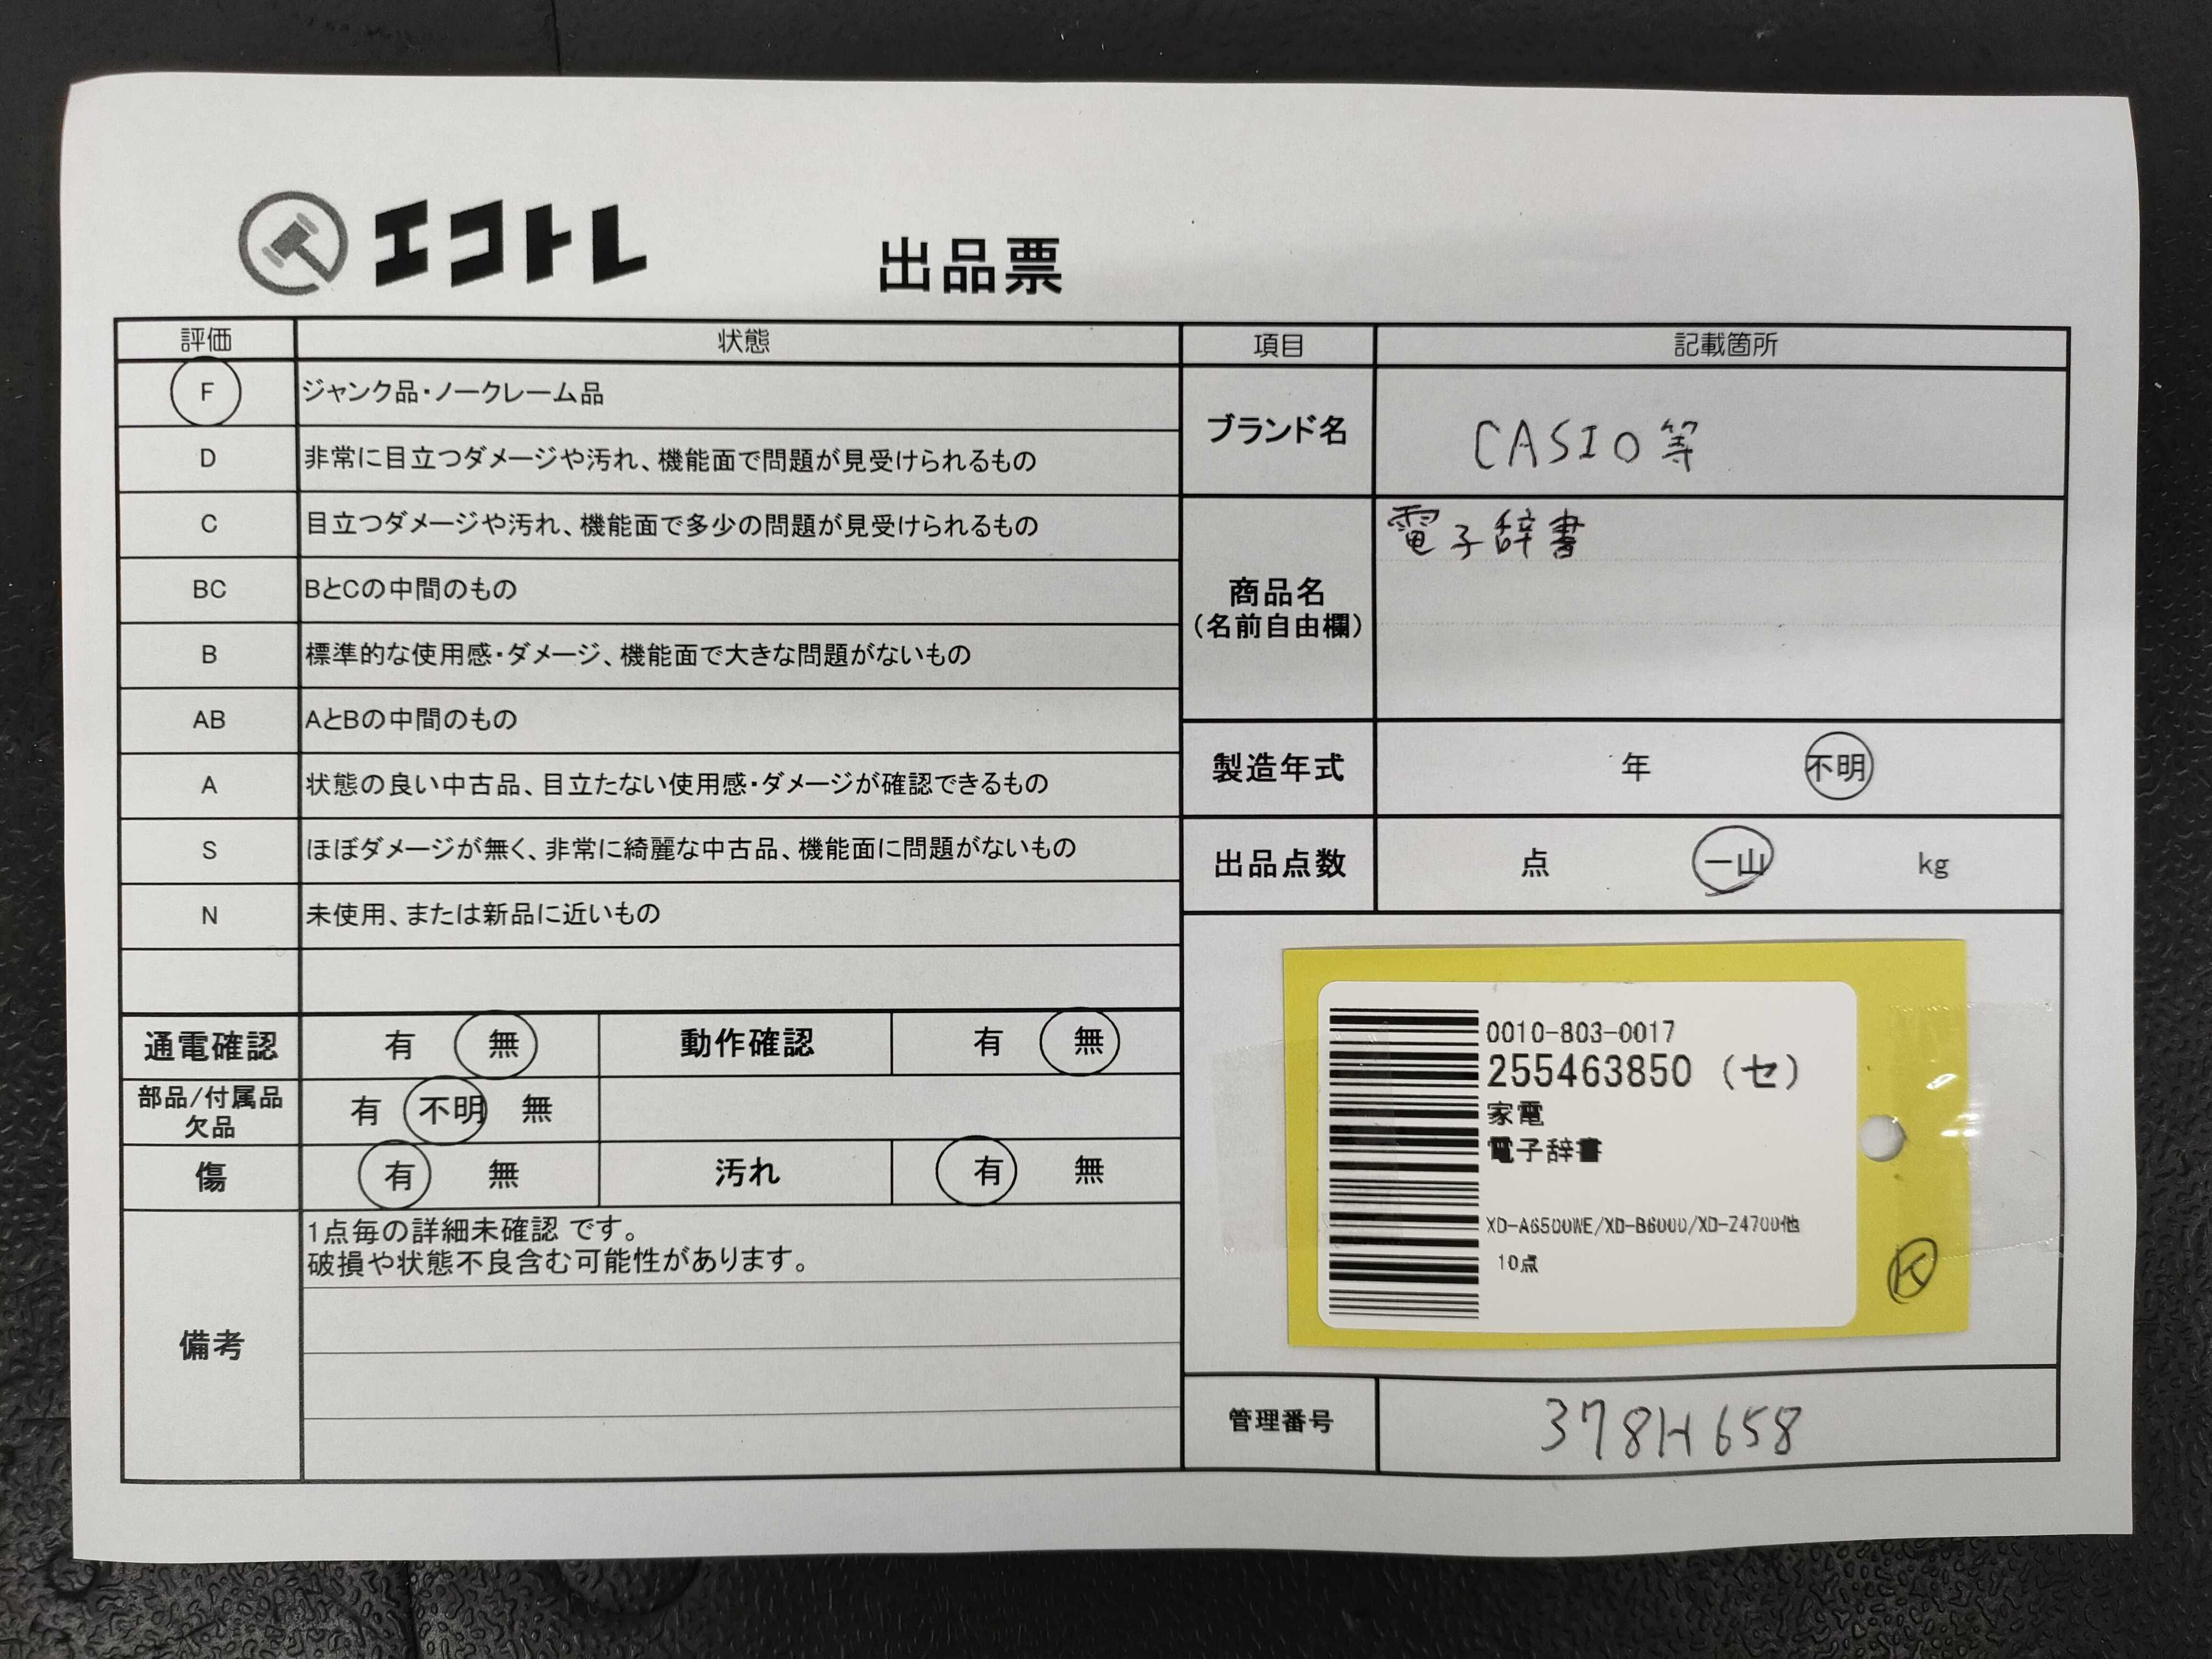 エコトレ
出品票
評価 状態
F ジャンク品・ノークレーム品
D 非常に目立つダメージや汚れ、機能面で問題が見受けられるもの
C 目立つダメージや汚れ、機能面で多少の問題が見受けられるもの
BC BとCの中間のもの
B 標準的な使用感・ダメージ、機能面で大きな問題がないもの
AB AとBの中間のもの
A 状態の良い中古品、目立たない使用感・ダメージが確認できるもの
S ほぼダメージが無く、非常に綺麗な中古品、機能面に問題がないもの
N 未使用、または新品に近いもの
通電確認 有 無 動作確認 有 無
部品/付属品
欠品 有 不明 無
傷 有 無 汚れ 有 無
備考
1点毎の詳細未確認 です。
破損や状態不良含む可能性があります。
項目 記載箇所
ブランド名 CASIO等
商品名
(名前自由欄)
電子辞書
製造年式 年 不明
出品点数 点 一山 kg
0010-803-0017
255463850 (セ)
家電
電子辞書
XD-A6500WE/XD-B6000/XD-Z4700他
10点
K
管理番号 378H658